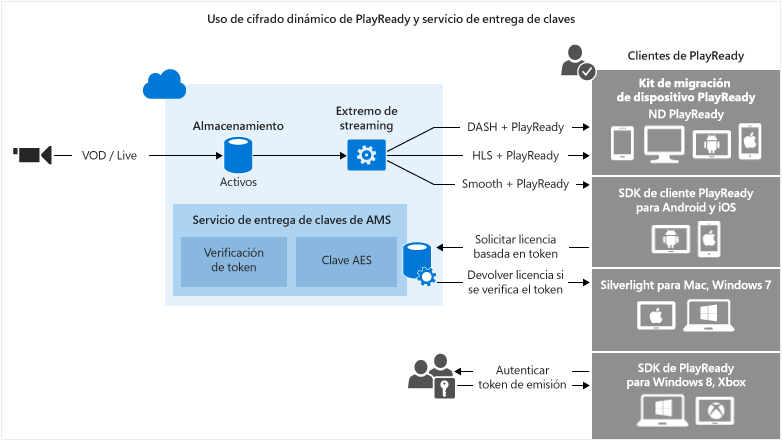 Uso de cifrado dinámico de PlayReady y servicio de entrega de claves
Clientes de PlayReady
Kit de migración
de dispositivo PlayReady
ND PlayReady
Extremo de
streaming
Almacenamiento
Activos
VOD / Live
DASH + PlayReady
HLS + PlayReady
Smooth + PlayReady
SDK de cliente PlayReady
para Android y iOS
Servicio de entrega de claves de AMS
Verificación
de token
Clave AES
Solicitar licencia
basada en token
Devolver licencia si
se verifica el token
Silverlight para Mac, Windows 7
Autenticar
token de emisión
SDK de PlayReady
para Windows 8, Xbox